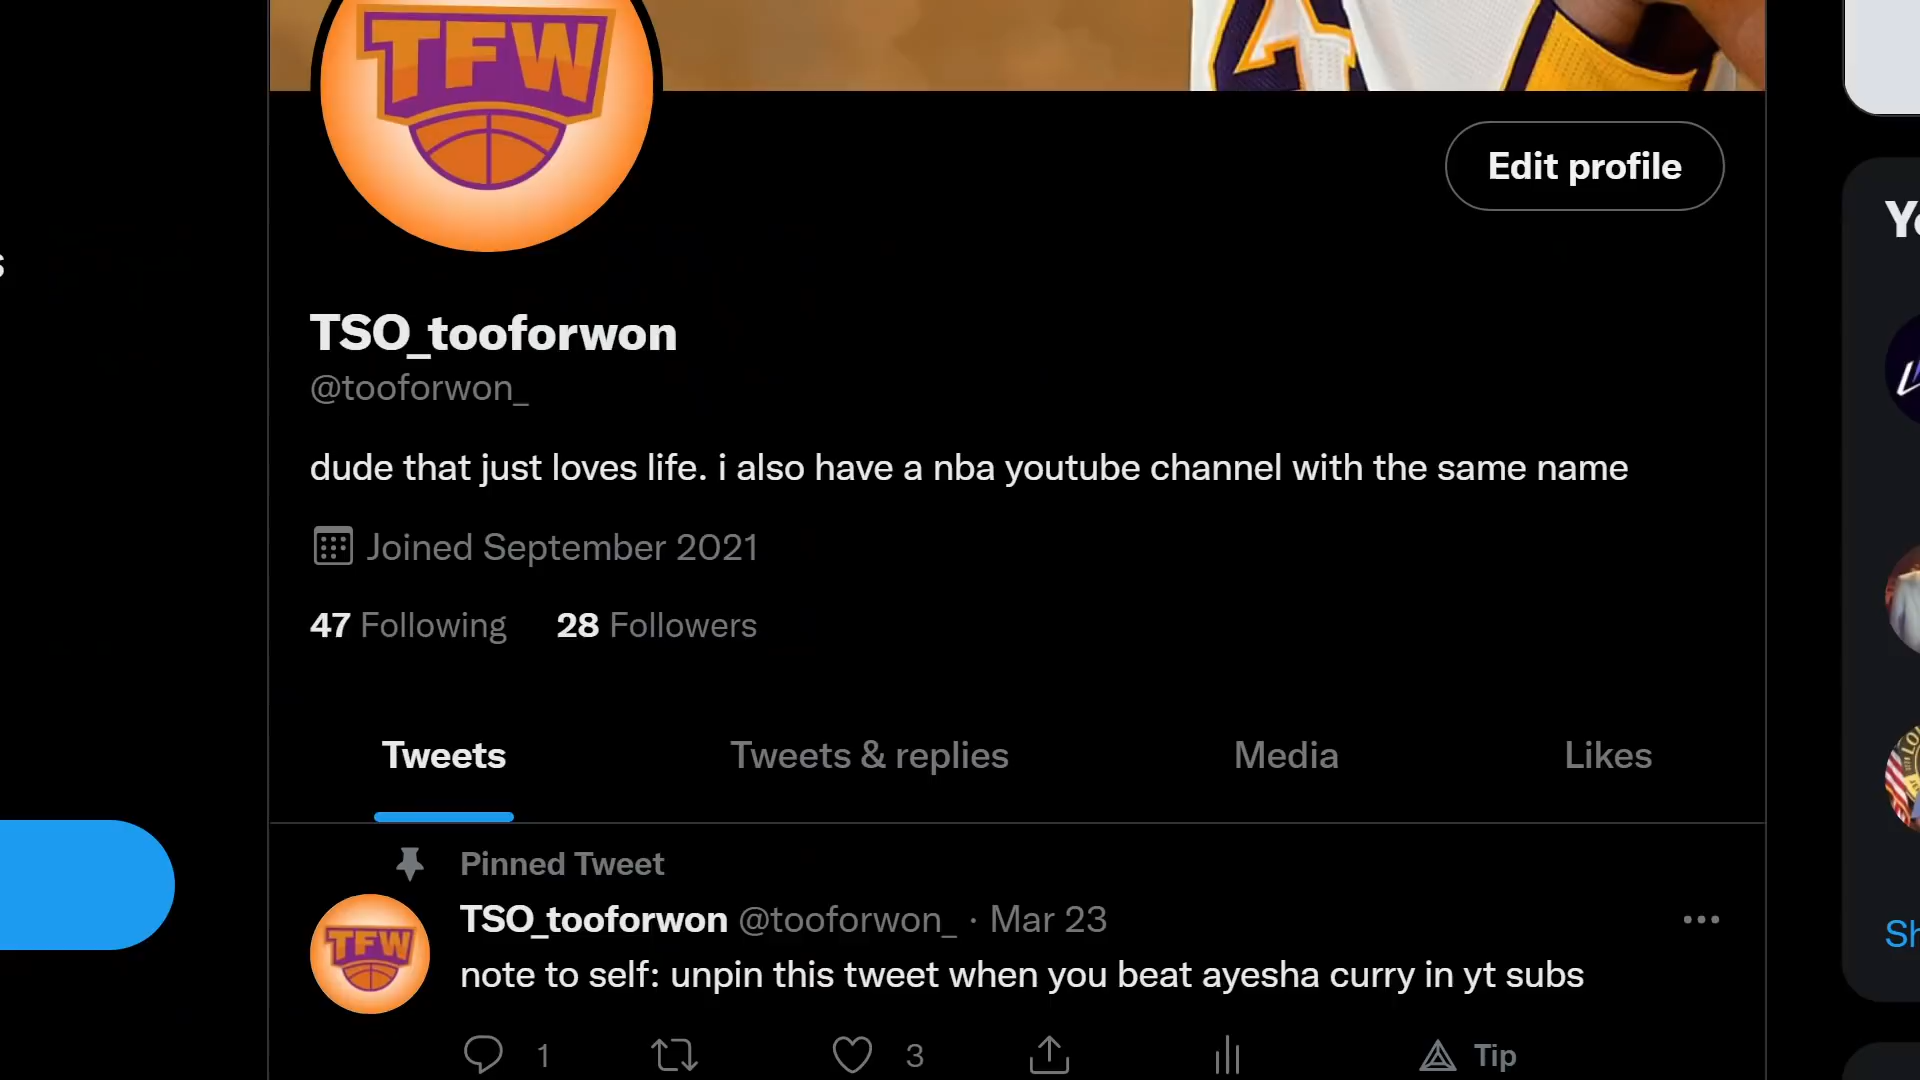 TFW
Edit profile
TSO_tooforwon
@tooforwon_
dude that just loves life. i also have a nba youtube channel with the same name
Joined September 2021
47 Following 28 Followers
Tweets Tweets & replies Media Likes
Pinned Tweet
TSO_tooforwon @tooforwon_ · Mar 23
TFW
note to self: unpin this tweet when you beat ayesha curry in yt subs
1 3 Tip